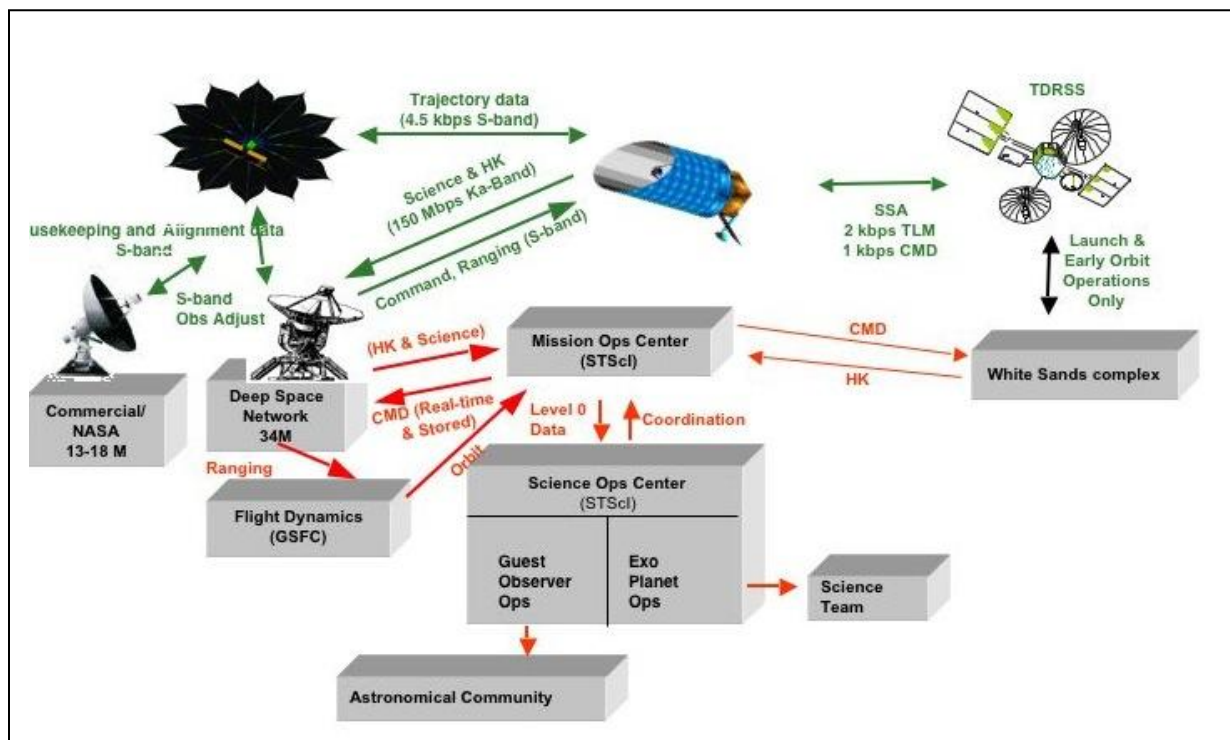 TDRSS
Trajectory data
(4.5 kbps S-band)
Science & HK
(150 Mbps Ka-Band)
Command, Ranging (S-band)
SSA
2 kbps TLM
1 kbps CMD
Launch &
Early Orbit
Operations
Only
usekeeping and Alignment data
S-band
S-band
Obs Adjust
(HK & Science)
CMD (Real-time
& Stored)
Mission Ops Center
(STScI)
CMD
HK
White Sands complex
Commercial/
NASA
13-18 M
Deep Space
Network
34M
Level 0
Data
Coordination
Ranging
Orbit
Flight Dynamics
(GSFC)
Science Ops Center
(STScI)
Guest
Observer
Ops
Exo
Planet
Ops
Science
Team
Astronomical Community